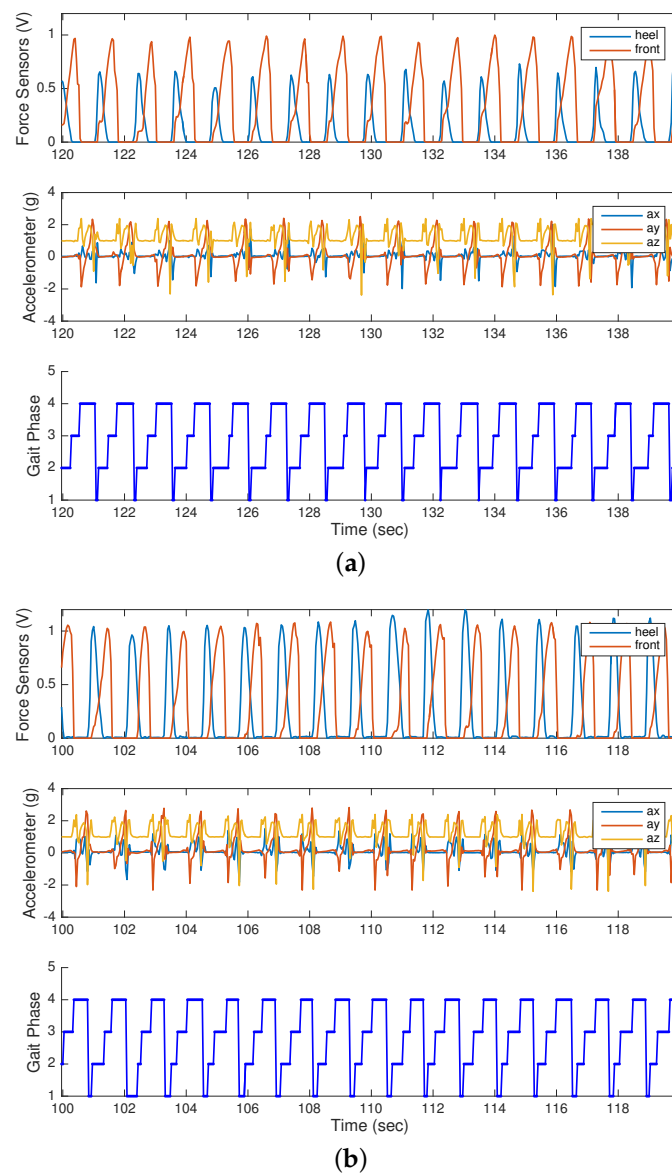 Force Sensors (V)
1
0.5
0
heel
front
120 122 124 126 128 130 132 134 136 138
Accelerometer (g)
4
2
0
-2
-4
ax
ay
az
120 122 124 126 128 130 132 134 136 138
Gait Phase
5
4
3
2
1
120 122 124 126 128 130 132 134 136 138
Time (sec)
(a)
Force Sensors (V)
1
0.5
0
heel
front
100 102 104 106 108 110 112 114 116 118
Accelerometer (g)
4
2
0
-2
-4
ax
ay
az
100 102 104 106 108 110 112 114 116 118
Gait Phase
5
4
3
2
1
100 102 104 106 108 110 112 114 116 118
Time (sec)
(b)